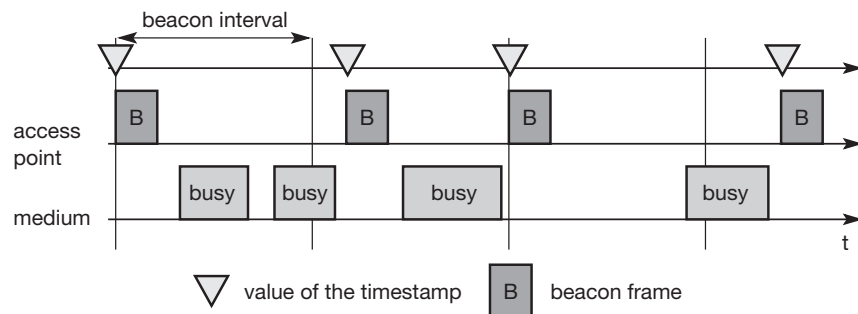 beacon interval
B
B
B
B
access
point
busy
busy
busy
busy
medium
t
value of the timestamp
B
beacon frame